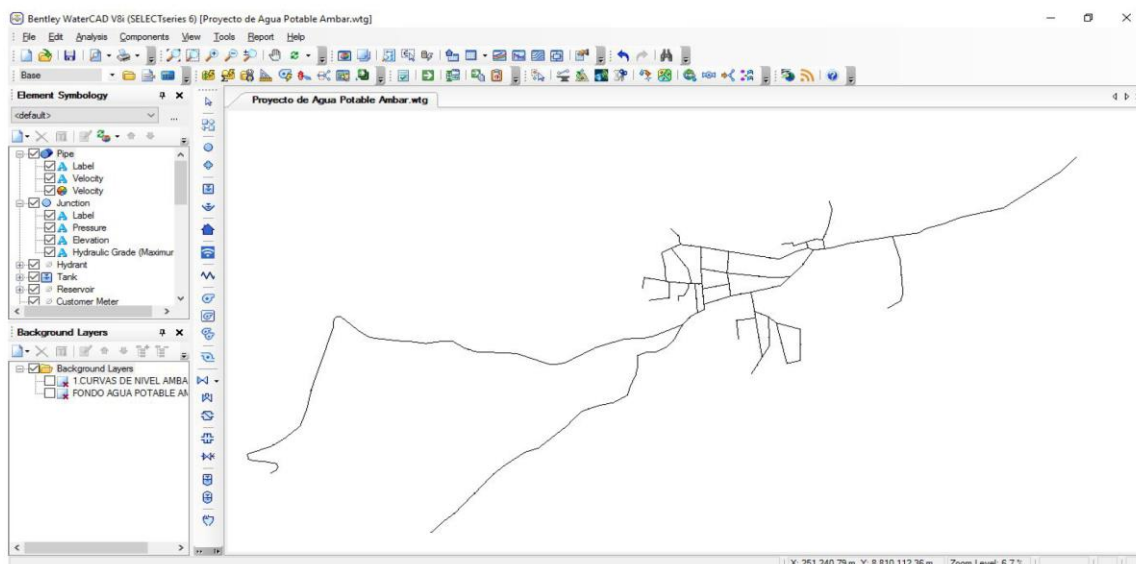 Bentley WaterCAD V8i (SELECTseries 6) [Proyecto de Agua Potable Ambar.wtg]
File Edit Analysis Components View Tools Report Help
Base
Element Symbology
Proyecto de Agua Potable Ambar.wtg
<default>
...
Pipe
Label
Velocity
Velocity
Junction
Label
Pressure
Elevation
Hydraulic Grade (Maximur
Hydrant
Tank
Reservoir
Customer Meter
Background Layers
Background Layers
1.CURVAS DE NIVEL AMBA
FONDO AGUA POTABLE AM
X: 251,240.79 m, Y: 8,810,112.36 m Zoom Level: 6.7 %